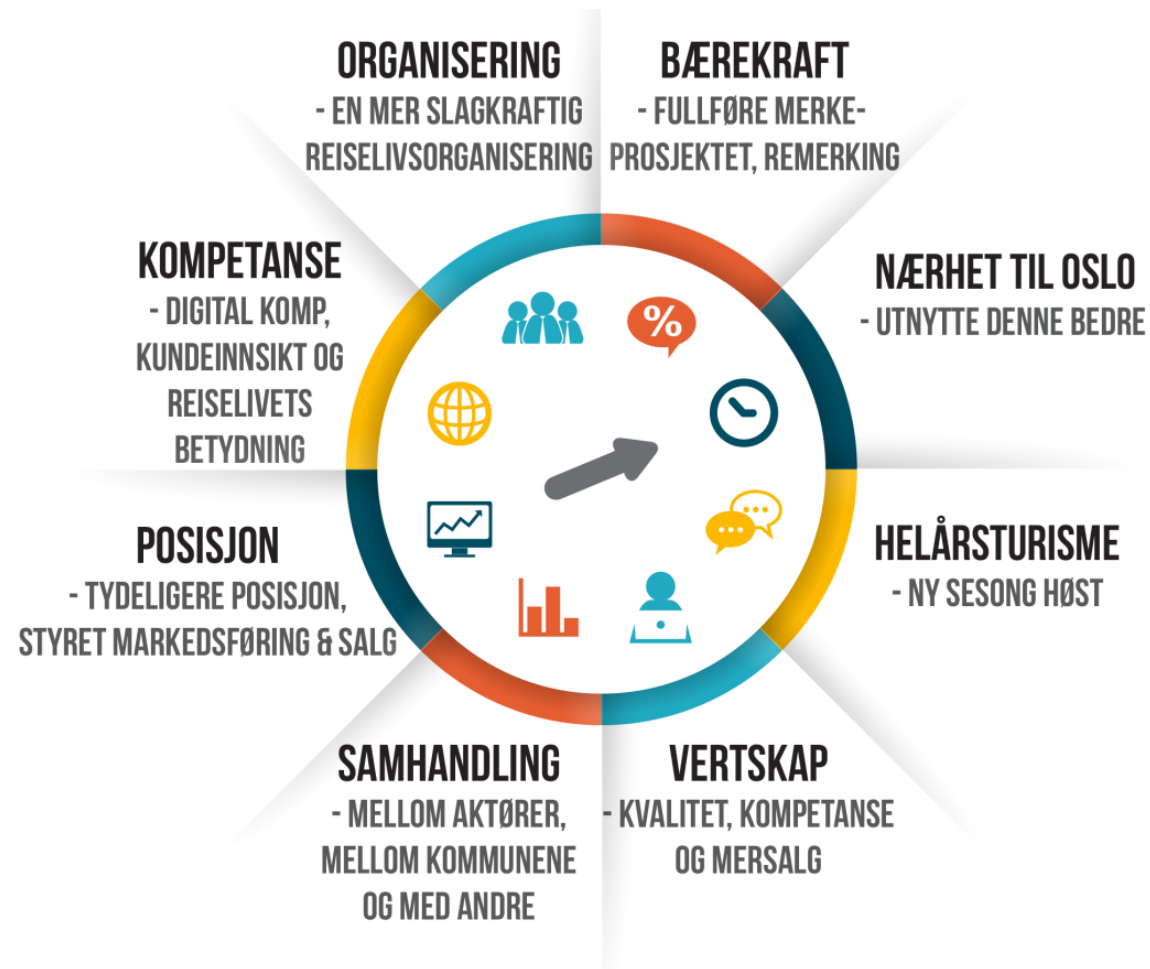 ORGANISERING
- EN MER SLAGKRAFTIG
REISELIVSORGANISERING
BÆREKRAFT
- FULLFØRE MERKE-
PROSJEKTET, REMERKING
NÆRHET TIL OSLO
- UTNYTTE DENNE BEDRE
HELÅRSTURISME
- NY SESONG HØST
VERTSKAP
- KVALITET, KOMPETANSE
OG MERSALG
SAMHANDLING
- MELLOM AKTØRER,
MELLOM KOMMUNENE
OG MED ANDRE
POSISJON
- TYDELIGERE POSISJON,
STYRET MARKEDSFØRING & SALG
KOMPETANSE
- DIGITAL KOMP,
KUNDEINNSIKT OG
REISELIVETS
BETYDNING
%